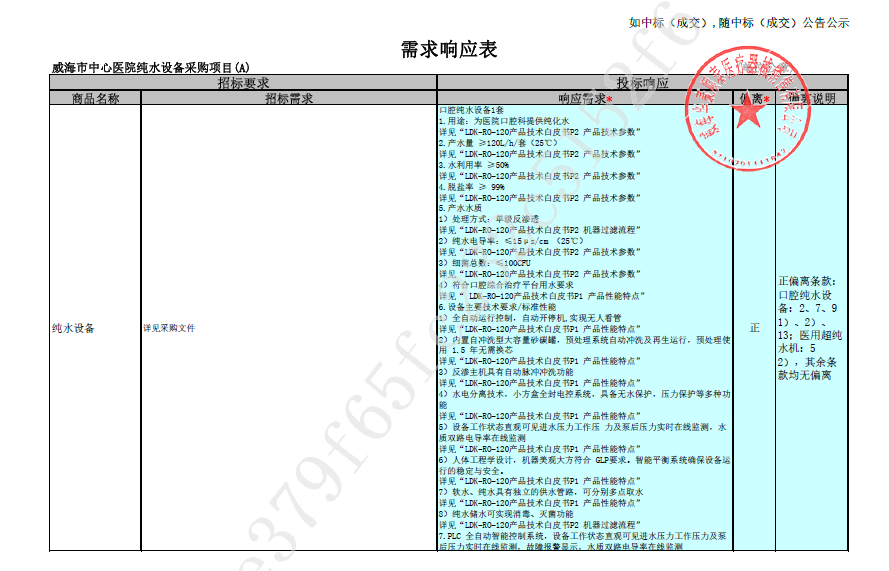 如中标（成交）,随中标（成交）公告公示
需求响应表
威海市中心医院纯水设备采购项目(A)
招标要求 投标响应
商品名称 招标需求 响应需求* 偏离* 偏离说明
纯水设备
详见采购文件
口腔纯水设备1套
1.用途：为医院口腔科提供纯化水
详见“LDK-RO-120产品技术白皮书P2 产品技术参数”
2.产水量 ≥120L/h/套（25℃）
详见“LDK-RO-120产品技术白皮书P2 产品技术参数”
3.水利用率 ≥50%
详见“LDK-RO-120产品技术白皮书P2 产品技术参数”
4.脱盐率 ≥ 99%
详见“LDK-RO-120产品技术白皮书P2 产品技术参数”
5.产水水质
1）处理方式：单级反渗透
详见“LDK-RO-120产品技术白皮书P2 机器过滤流程”
2）纯水电导率：≤15μs/cm （25℃）
详见“LDK-RO-120产品技术白皮书P2 产品技术参数”
3）细菌总数：≤100CFU
详见“LDK-RO-120产品技术白皮书P2 产品技术参数”
4）符合口腔综合治疗平台用水要求
详见“ LDK-RO-120产品技术白皮书P1 产品性能特点”
6.设备主要技术要求/标准性能
1）全自动运行控制，自动开停机,实现无人看管
详见“LDK-RO-120产品技术白皮书P1 产品性能特点”
2）内置自冲洗型大容量砂碳罐，预处理系统自动冲洗及再生运行，预处理使
用 1.5 年无需换芯
详见“LDK-RO-120产品技术白皮书P1 产品性能特点”
3）反渗主机具有自动脉冲冲洗功能
详见“LDK-RO-120产品技术白皮书P1 产品性能特点”
4）水电分离技术，小方盒全封电控系统，具备无水保护，压力保护等多种功
能
详见“LDK-RO-120产品技术白皮书P1 产品性能特点”
5）设备工作状态直观可见进水压力工作压 力及泵后压力实时在线监测，水
质双路电导率在线监测
详见“LDK-RO-120产品技术白皮书P1 产品性能特点”
6）人体工程学设计，机器美观大方符合 GLP要求。智能平衡系统确保设备运
行的稳定与安全。
详见“LDK-RO-120产品技术白皮书P1 产品性能特点”
7）软水、纯水具有独立的供水管路，可分别多点取水
详见“LDK-RO-120产品技术白皮书P1 产品性能特点”
8）纯水储水可实现消毒、灭菌功能
详见“LDK-RO-120产品技术白皮书P2 机器过滤流程”
7.PLC 全自动智能控制系统，设备工作状态直观可见进水压力工作压力及泵
后压力实时在线监测，故障报警显示，水质双路电导率在线监测
正
正偏离条款：
口腔纯水设
备：2、7、9
1）、2）、
13；医用超纯
水机：5
2），其余条
款均无偏离